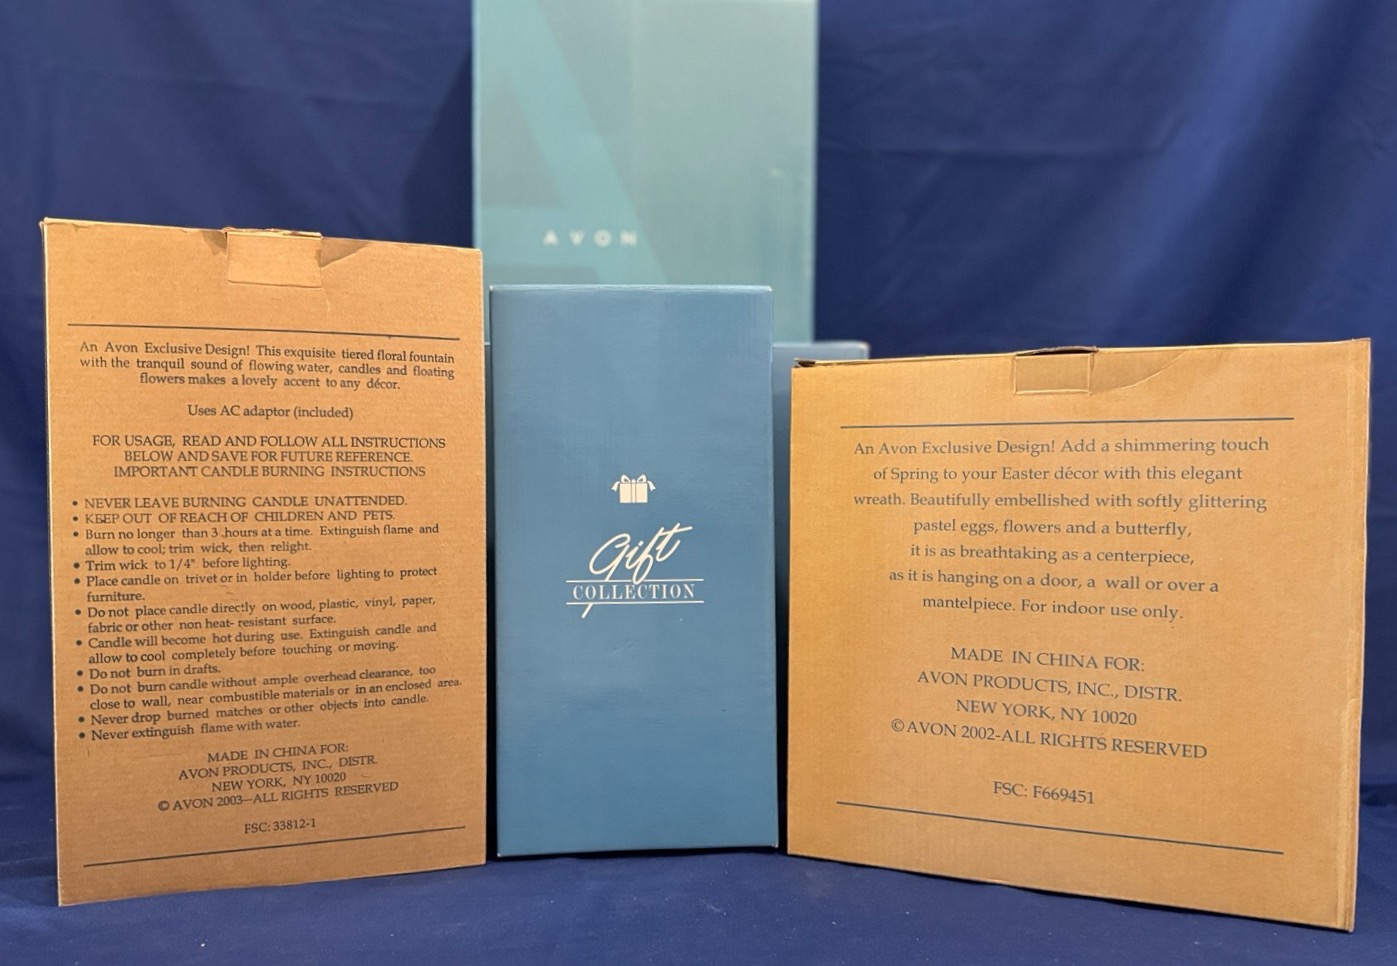 AVON
An Avon Exclusive Design! This exquisite tiered floral fountain
with the tranquil sound of flowing water, candles and floating
flowers makes a lovely accent to any décor.
Uses AC adaptor (included)
FOR USAGE, READ AND FOLLOW ALL INSTRUCTIONS
BELOW AND SAVE FOR FUTURE REFERENCE.
IMPORTANT CANDLE BURNING INSTRUCTIONS
• NEVER LEAVE BURNING CANDLE UNATTENDED.
• KEEP OUT OF REACH OF CHILDREN AND PETS.
• Burn no longer than 3 hours at a time. Extinguish flame and
allow to cool; trim wick, then relight.
• Trim wick to 1/4" before lighting.
• Place candle on trivet or in holder before lighting to protect
furniture.
• Do not place candle directly on wood, plastic, vinyl, paper,
fabric or other non heat- resistant surface.
• Candle will become hot during use. Extinguish candle and
allow to cool completely before touching or moving.
• Do not burn in drafts.
• Do not burn candle without ample overhead clearance, too
close to wall, near combustible materials or in an enclosed area.
• Never drop burned matches or other objects into candle.
• Never extinguish flame with water.
MADE IN CHINA FOR:
AVON PRODUCTS, INC., DISTR.
NEW YORK, NY 10020
© AVON 2003—ALL RIGHTS RESERVED
FSC: 33812-1
Gift
COLLECTION
An Avon Exclusive Design! Add a shimmering touch
of Spring to your Easter décor with this elegant
wreath. Beautifully embellished with softly glittering
pastel eggs, flowers and a butterfly,
it is as breathtaking as a centerpiece,
as it is hanging on a door, a wall or over a
mantelpiece. For indoor use only.
MADE IN CHINA FOR:
AVON PRODUCTS, INC., DISTR.
NEW YORK, NY 10020
© AVON 2002-ALL RIGHTS RESERVED
FSC: F669451